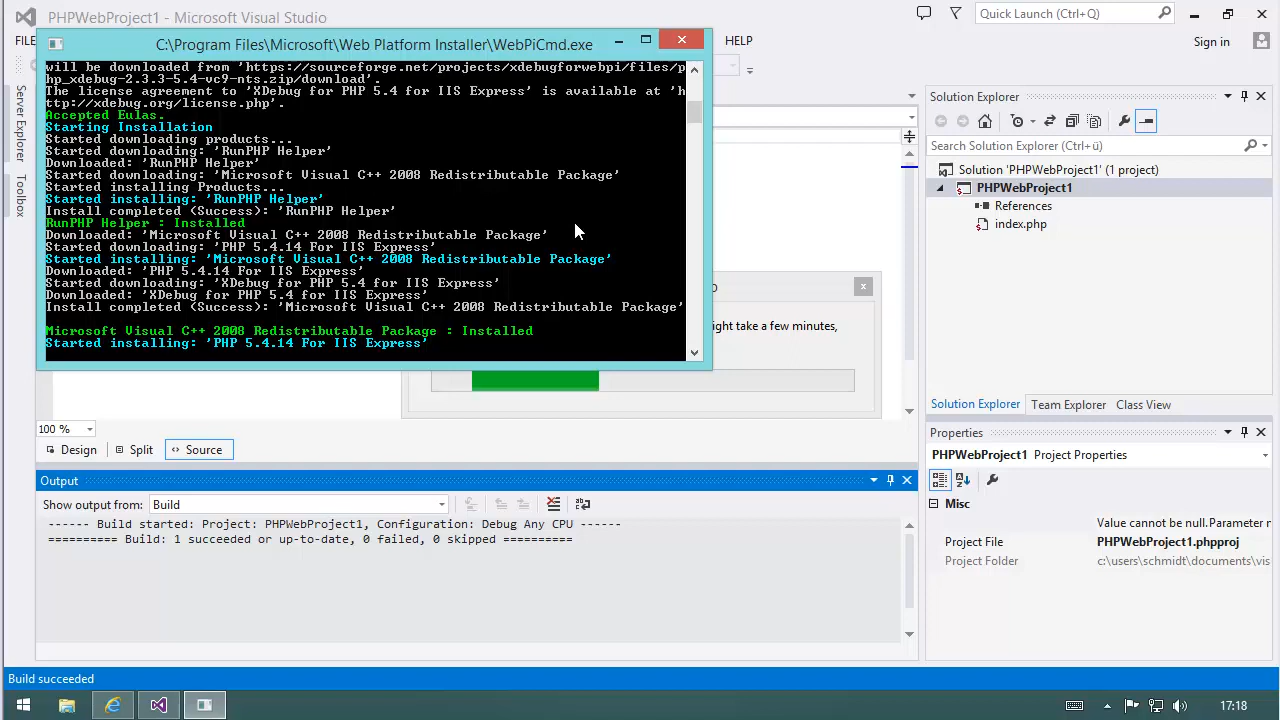 PHPWebProject1 - Microsoft Visual Studio
Quick Launch (Ctrl+Ü)
FILE
HELP
Sign in
C:\Program Files\Microsoft\Web Platform Installer\WebPiCmd.exe
will be downloaded from 'https://sourceforge.net/projects/xdebugforwebpi/files/p
hp_xdebug-2.3.3-5.4-vc9-nts.zip/download'.
The license agreement to 'XDebug for PHP 5.4 for IIS Express' is available at 'h
ttp://xdebug.org/license.php'.
Accepted Eulas.
Starting Installation
Started downloading products...
Started downloading: 'RunPHP Helper'
Downloaded: 'RunPHP Helper'
Started downloading: 'Microsoft Visual C++ 2008 Redistributable Package'
Started installing Products...
Started installing: 'RunPHP Helper'
Install completed (Success): 'RunPHP Helper'
RunPHP Helper : Installed
Downloaded: 'Microsoft Visual C++ 2008 Redistributable Package'
Started downloading: 'PHP 5.4.14 For IIS Express'
Started installing: 'Microsoft Visual C++ 2008 Redistributable Package'
Downloaded: 'PHP 5.4.14 For IIS Express'
Started downloading: 'XDebug for PHP 5.4 for IIS Express'
Downloaded: 'XDebug for PHP 5.4 for IIS Express'
Install completed (Success): 'Microsoft Visual C++ 2008 Redistributable Package'
Microsoft Visual C++ 2008 Redistributable Package : Installed
Started installing: 'PHP 5.4.14 For IIS Express'
Server Explorer
Toolbox
take a few minutes,
100 %
Design
Split
Source
Output
Show output from:
Build
------ Build started: Project: PHPWebProject1, Configuration: Debug Any CPU ------
========== Build: 1 succeeded or up-to-date, 0 failed, 0 skipped ==========
Solution Explorer
Search Solution Explorer (Ctrl+ü)
Solution 'PHPWebProject1' (1 project)
PHPWebProject1
References
index.php
Solution Explorer
Team Explorer
Class View
Properties
PHPWebProject1 Project Properties
Misc
Value cannot be null.Parameter n
Project File
PHPWebProject1.phpproj
Project Folder
c:\users\schmidt\documents\vis
Build succeeded
17:18